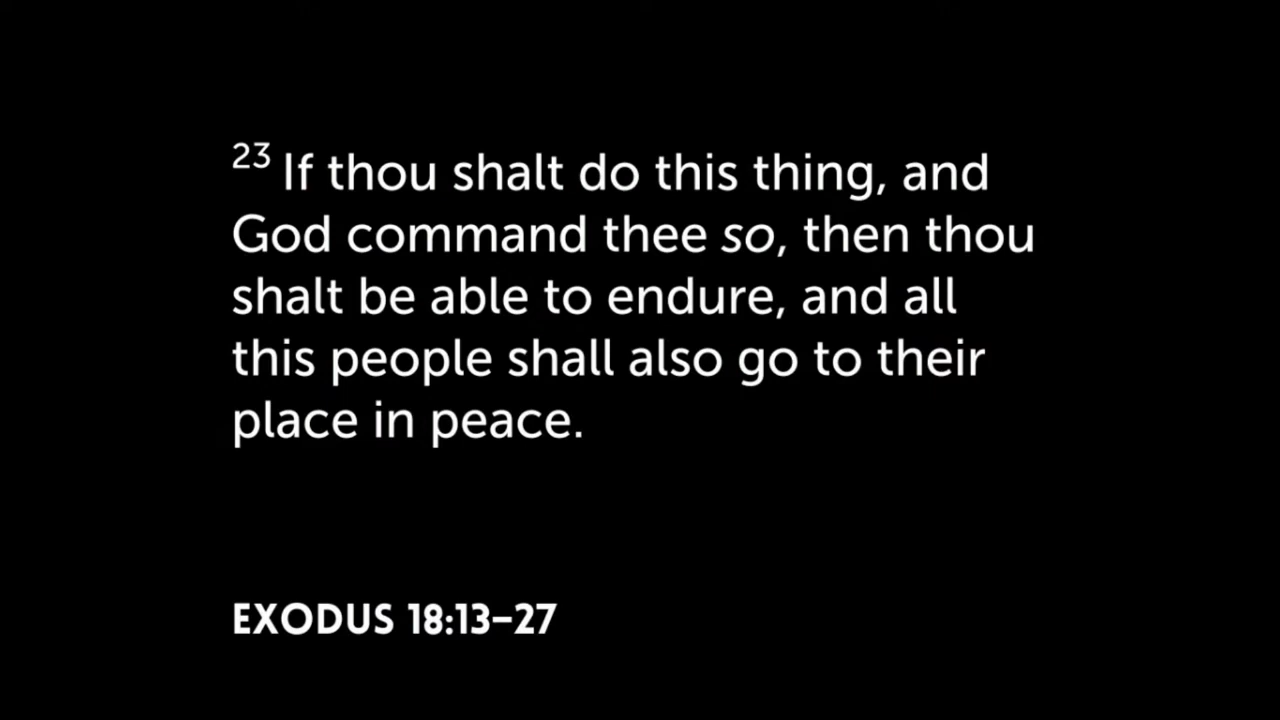 23 If thou shalt do this thing, and
God command thee so, then thou
shalt be able to endure, and all
this people shall also go to their
place in peace.
EXODUS 18:13–27